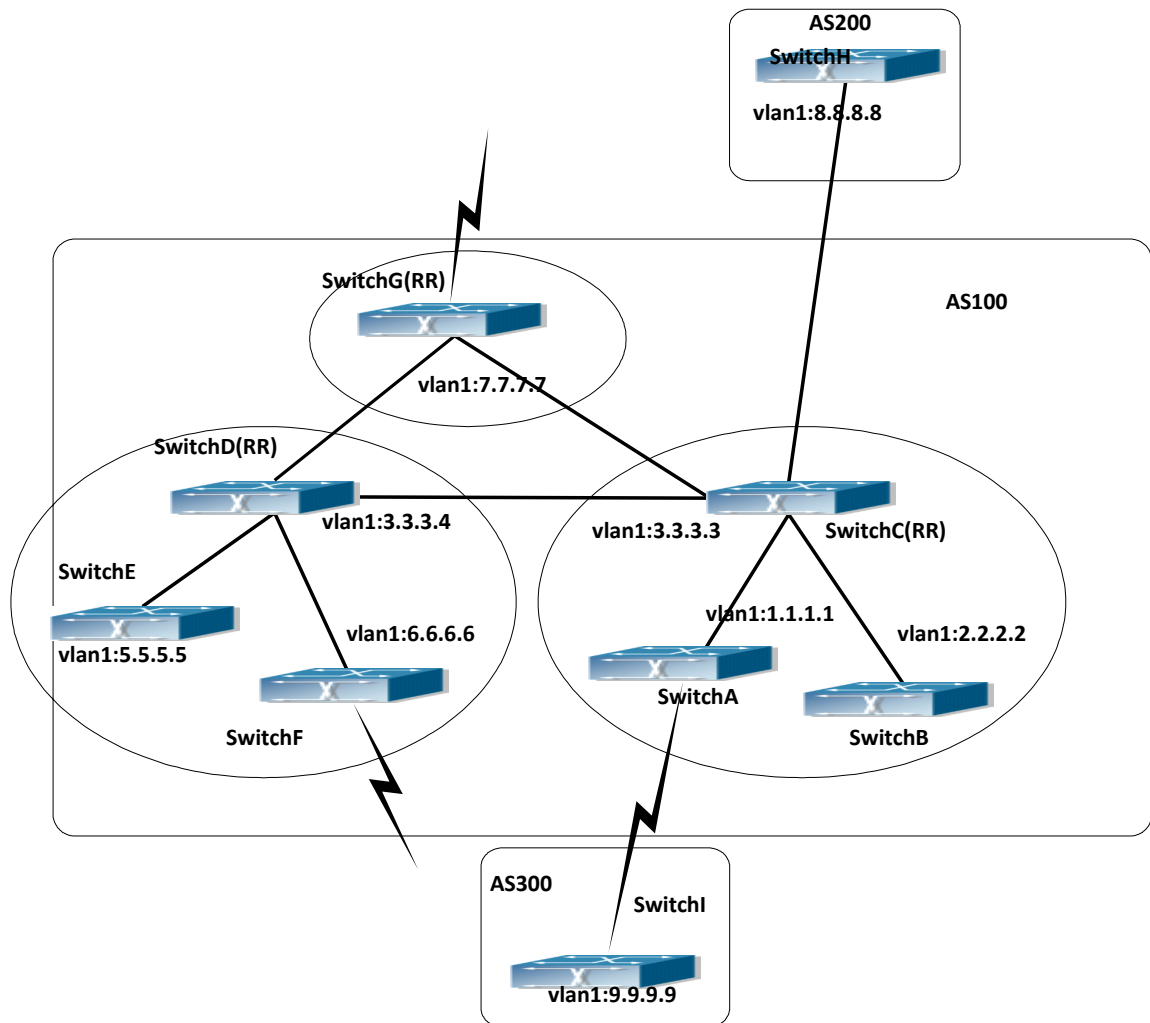 AS200
SwitchH
vlan1:8.8.8.8
SwitchG(RR)
AS100
vlan1:7.7.7.7
SwitchD(RR)
vlan1:3.3.3.4
vlan1:3.3.3.3
SwitchC(RR)
SwitchE
vlan1:5.5.5.5
vlan1:6.6.6.6
vlan1:1.1.1.1
vlan1:2.2.2.2
SwitchA
SwitchF
SwitchB
AS300
SwitchI
vlan1:9.9.9.9